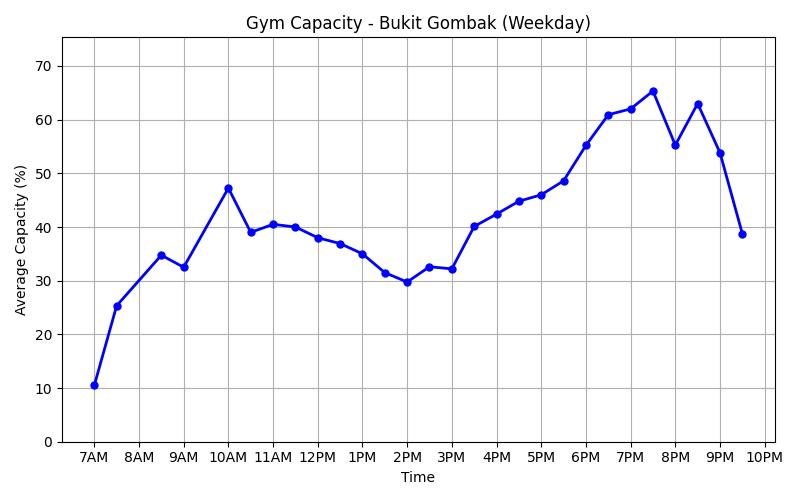 Gym Capacity - Bukit Gombak (Weekday)
Average Capacity (%)
70
60
50
40
30
20
10
0
7AM 8AM 9AM 10AM 11AM 12PM 1PM 2PM 3PM 4PM 5PM 6PM 7PM 8PM 9PM 10PM
Time